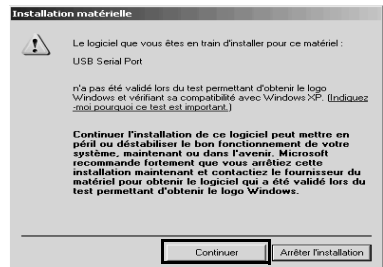 Installation matérielle
Le logiciel que vous êtes en train d'installer pour ce matériel :
USB Serial Port
n'a pas été validé lors du test permettant d'obtenir le logo
Windows et vérifiant sa compatibilité avec Windows XP. (Indiquez
-moi pourquoi ce test est important.)
Continuer l'installation de ce logiciel peut mettre en
péril ou déstabiliser le bon fonctionnement de votre
système, maintenant ou dans l'avenir. Microsoft
recommande fortement que vous arrêtiez cette
installation maintenant et contactiez le fournisseur du
matériel pour obtenir le logiciel qui a été validé lors du
test permettant d'obtenir le logo Windows.
Continuer
Arrêter l'installation